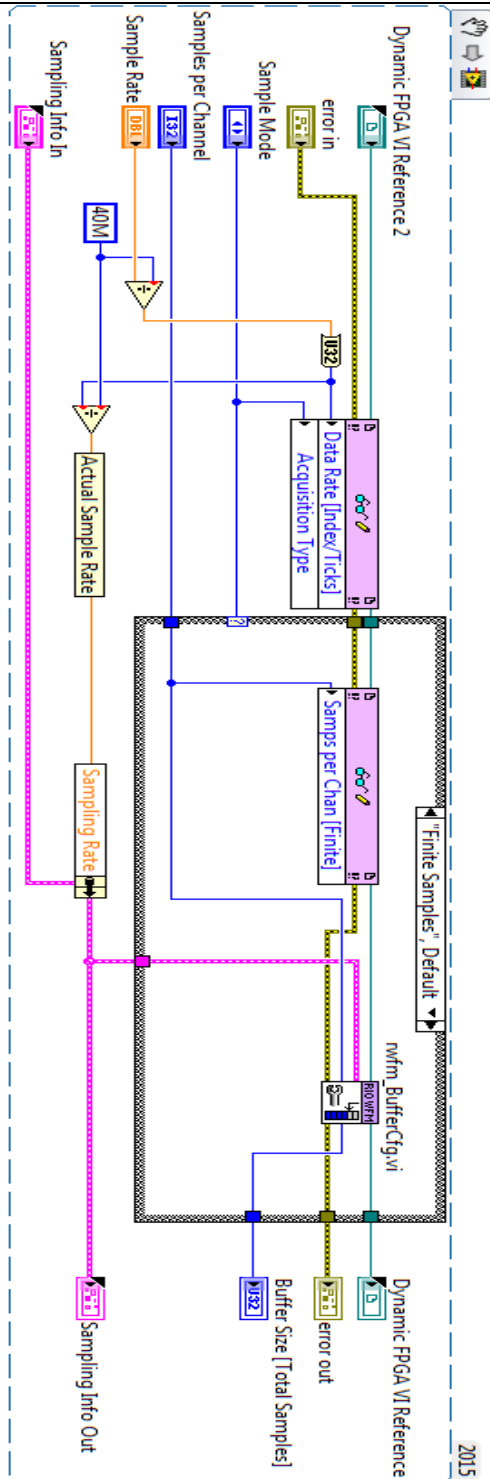 2015
Dynamic FPGA VI Reference 2
error in
Sample Mode
Samples per Channel
I32
Sample Rate
DBL
Sampling Info In
40M
U32
Data Rate [Index/Ticks]
Acquisition Type
Actual Sample Rate
Sampling Rate
"Finite Samples", Default
Samps per Chan [Finite]
rwfm_BufferCfg.vi
RIO WFM
Dynamic FPGA VI Reference
error out
Buffer Size [Total Samples]
U32
Sampling Info Out